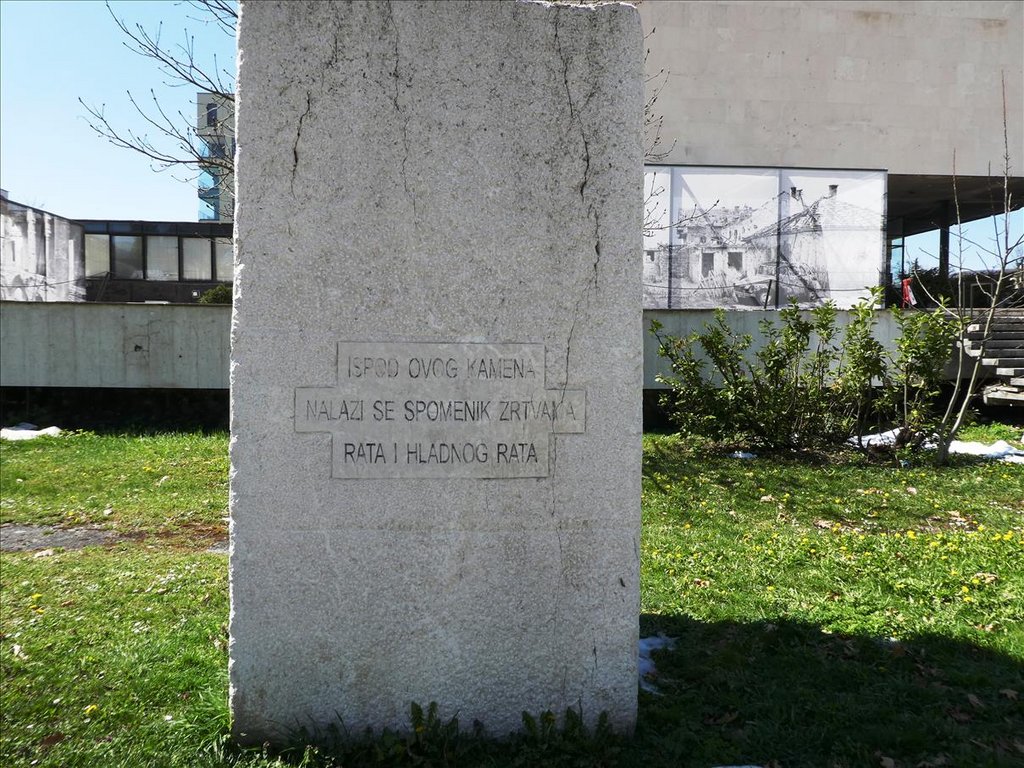 ISPOD OVOG KAMENA
NALAZI SE SPOMENIK ZRTVAMA
RATA I HLADNOG RATA